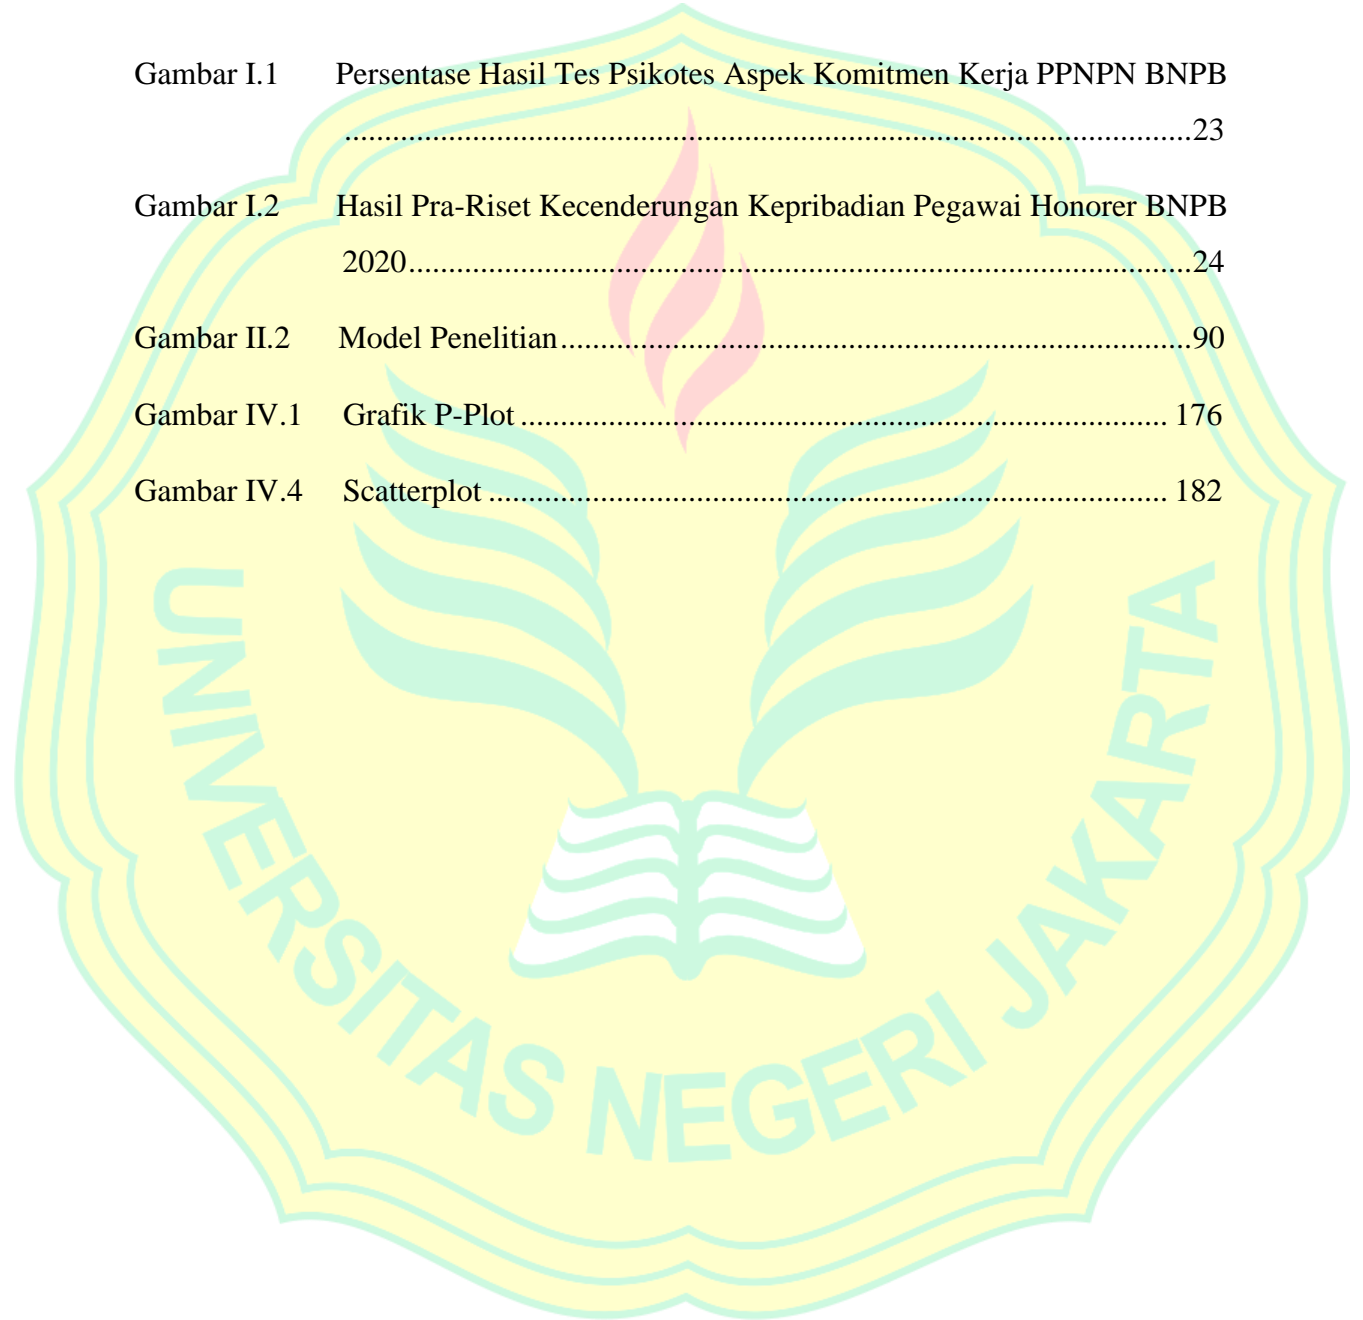 Gambar I.1 Persentase Hasil Tes Psikotes Aspek Komitmen Kerja PPNPN BNPB
..........................................................................................23
Gambar I.2 Hasil Pra-Riset Kecenderungan Kepribadian Pegawai Honorer BNPB
2020...................................................................................24
Gambar II.2 Model Penelitian...................................................................90
Gambar IV.1 Grafik P-Plot ..................................................................... 176
Gambar IV.4 Scatterplot ........................................................................ 182
UNIVERSITAS NEGERI JAKARTA